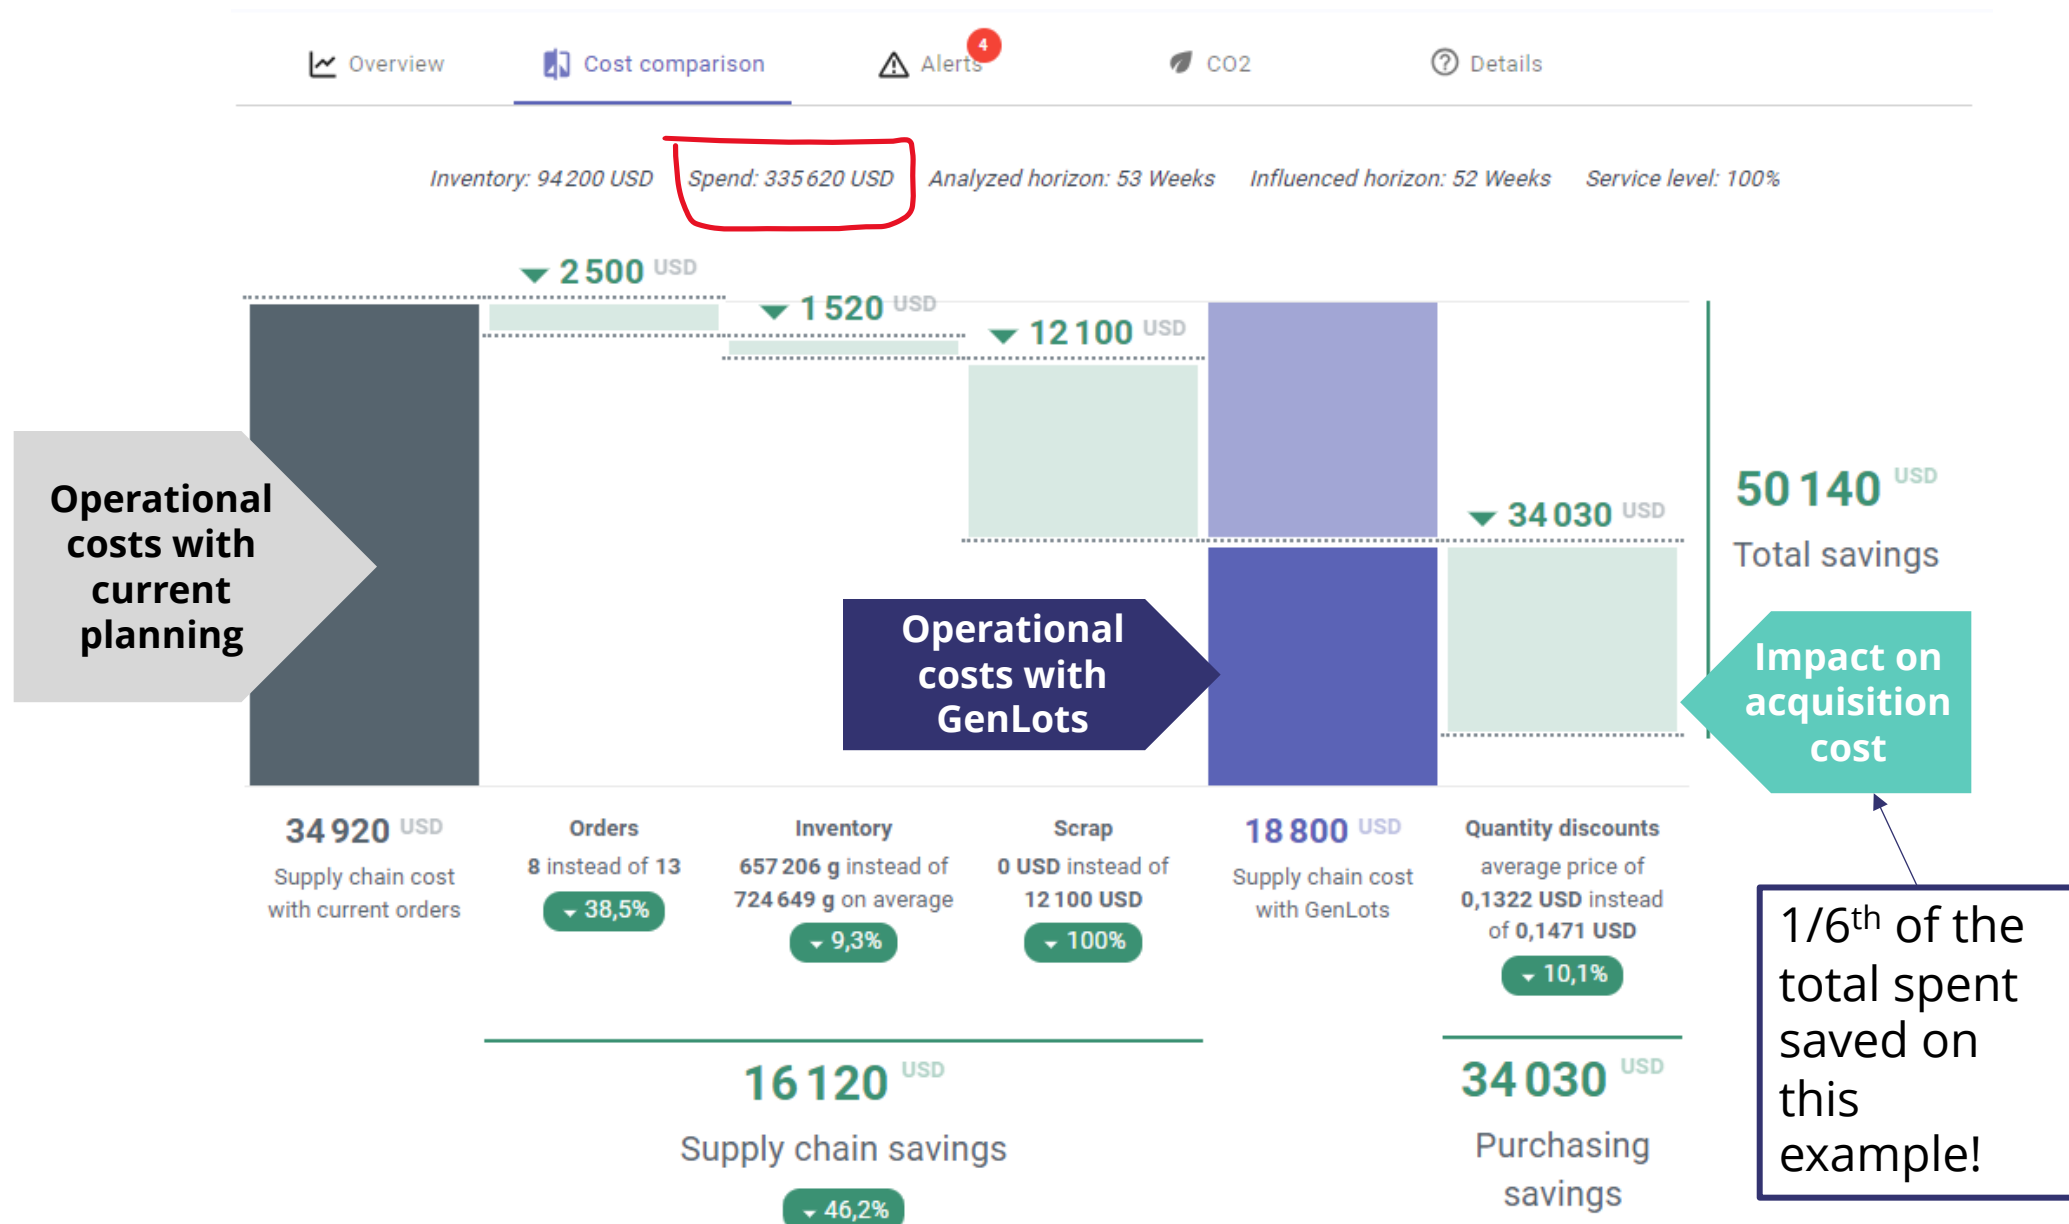 Overview
Cost comparison
Alerts
4
CO2
Details
Inventory: 94 200 USD
Spend: 335 620 USD
Analyzed horizon: 53 Weeks
Influenced horizon: 52 Weeks
Service level: 100%
2 500 USD
1 520 USD
12 100 USD
34 030 USD
Operational
costs with
current
planning
Operational
costs with
GenLots
50 140 USD
Total savings
Impact on
acquisition
cost
34 920 USD
Supply chain cost
with current orders
Orders
8 instead of 13
38,5%
Inventory
657 206 g instead of
724 649 g on average
9,3%
Scrap
0 USD instead of
12 100 USD
100%
18 800 USD
Supply chain cost
with GenLots
Quantity discounts
average price of
0,1322 USD instead
of 0,1471 USD
10,1%
1/6th of the
total spent
saved on
this
example!
16 120 USD
Supply chain savings
46,2%
34 030 USD
Purchasing
savings